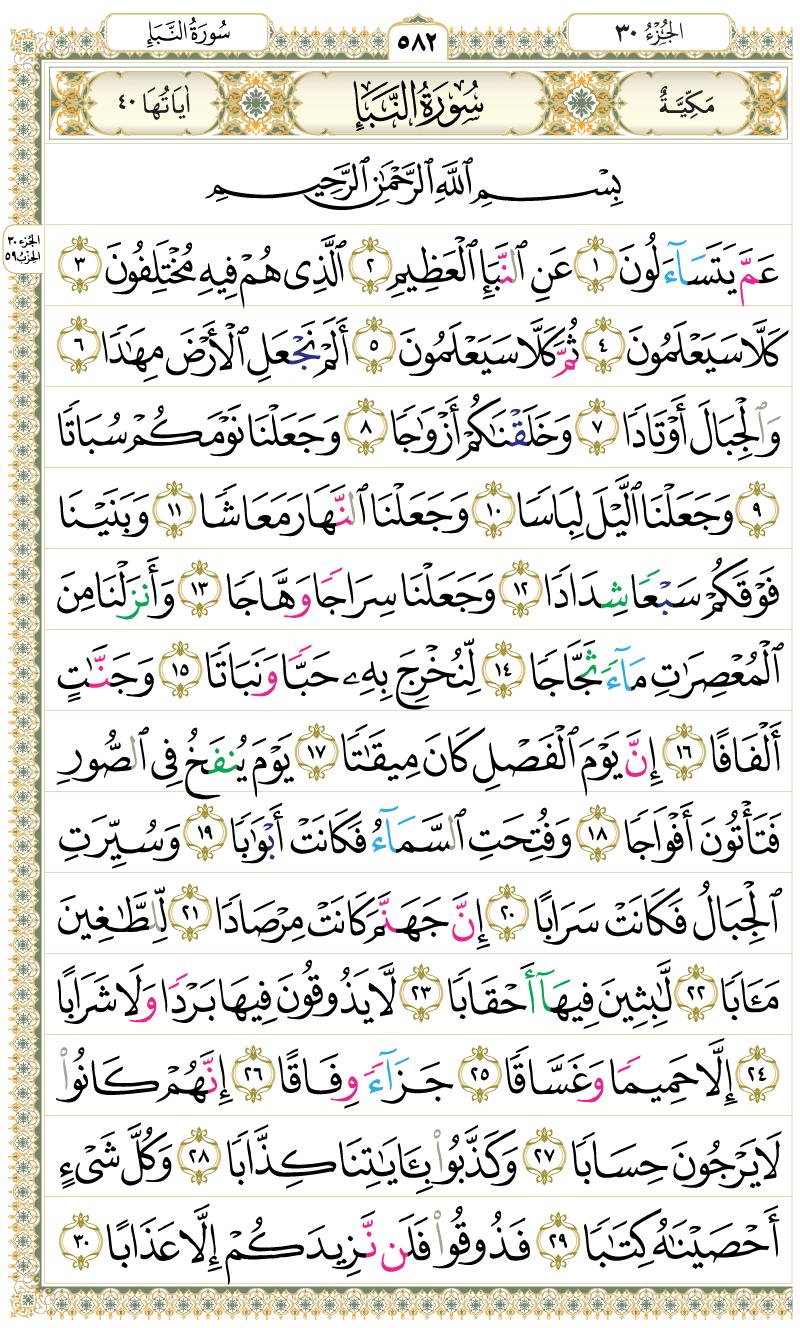 سُورَةُ النَّبَإِ
٥٨٢
الجُزْءُ ٣٠
مَكِّيَّةٌ
سُورَةُ النَّبَإِ
اٰيَاتُهَا ٤٠
بِسْمِ ٱللَّهِ ٱلرَّحْمَٰنِ ٱلرَّحِيمِ
الجُزء ٣٠
الحِزب ٥٩
عَمَّ يَتَسَآءَلُونَ ١ عَنِ ٱلنَّبَإِ ٱلْعَظِيمِ ٢ ٱلَّذِى هُمْ فِيهِ مُخْتَلِفُونَ ٣
كَلَّا سَيَعْلَمُونَ ٤ ثُمَّ كَلَّا سَيَعْلَمُونَ ٥ أَلَمْ نَجْعَلِ ٱلْأَرْضَ مِهَٰدًا ٦
وَٱلْجِبَالَ أَوْتَادًا ٧ وَخَلَقْنَٰكُمْ أَزْوَٰجًا ٨ وَجَعَلْنَا نَوْمَكُمْ سُبَاتًا
٩ وَجَعَلْنَا ٱلَّيْلَ لِبَاسًا ١٠ وَجَعَلْنَا ٱلنَّهَارَ مَعَاشًا ١١ وَبَنَيْنَا
فَوْقَكُمْ سَبْعًا شِدَادًا ١٢ وَجَعَلْنَا سِرَاجًا وَهَّاجًا ١٣ وَأَنزَلْنَا مِنَ
ٱلْمُعْصِرَٰتِ مَآءً ثَجَّاجًا ١٤ لِّنُخْرِجَ بِهِۦ حَبًّا وَنَبَاتًا ١٥ وَجَنَّٰتٍ
أَلْفَافًا ١٦ إِنَّ يَوْمَ ٱلْفَصْلِ كَانَ مِيقَٰتًا ١٧ يَوْمَ يُنفَخُ فِى ٱلصُّورِ
فَتَأْتُونَ أَفْوَاجًا ١٨ وَفُتِحَتِ ٱلسَّمَآءُ فَكَانَتْ أَبْوَٰبًا ١٩ وَسُيِّرَتِ
ٱلْجِبَالُ فَكَانَتْ سَرَابًا ٢٠ إِنَّ جَهَنَّمَ كَانَتْ مِرْصَادًا ٢١ لِّلطَّٰغِينَ
مَـَٔابًا ٢٢ لَّٰبِثِينَ فِيهَآ أَحْقَابًا ٢٣ لَّا يَذُوقُونَ فِيهَا بَرْدًا وَلَا شَرَابًا
٢٤ إِلَّا حَمِيمًا وَغَسَّاقًا ٢٥ جَزَآءً وِفَاقًا ٢٦ إِنَّهُمْ كَانُوا۟
لَا يَرْجُونَ حِسَابًا ٢٧ وَكَذَّبُوا۟ بِـَٔايَٰتِنَا كِذَّابًا ٢٨ وَكُلَّ شَىْءٍ
أَحْصَيْنَٰهُ كِتَٰبًا ٢٩ فَذُوقُوا۟ فَلَن نَّزِيدَكُمْ إِلَّا عَذَابًا ٣٠